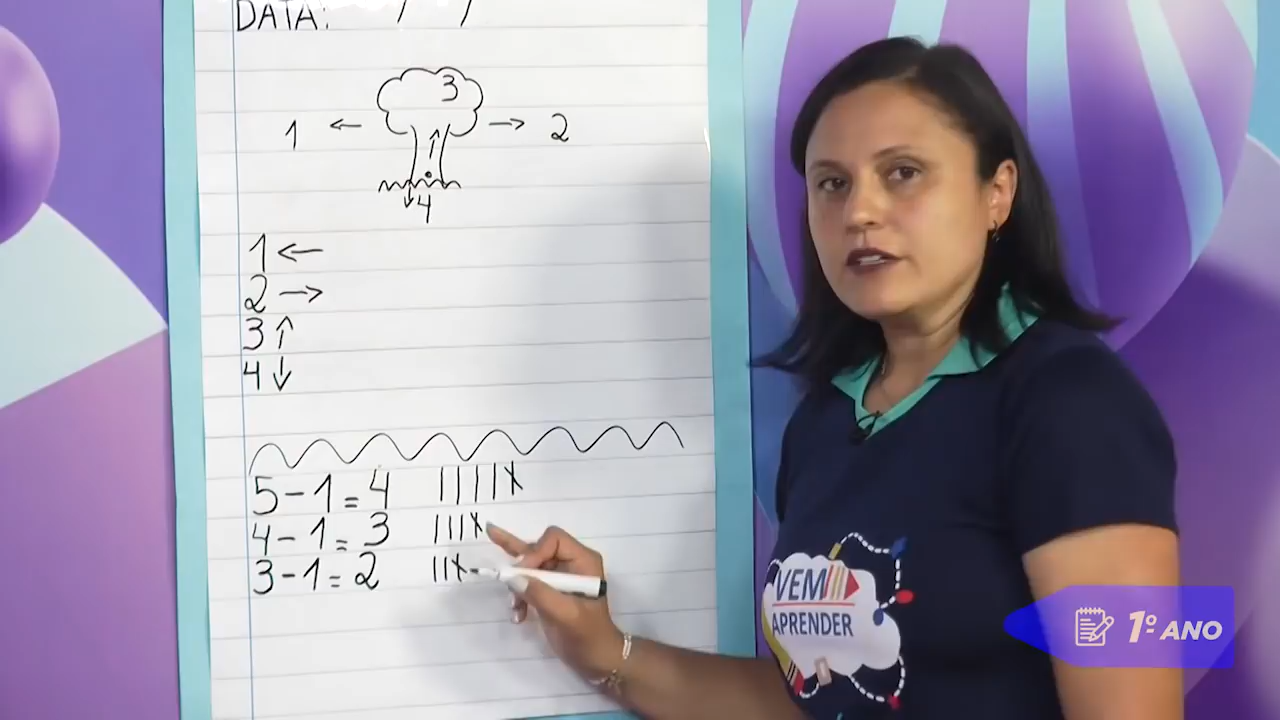 DATA: / /
3
1 ← → 2
↑
↓ 4
1 ←
2 →
3 ↑
4 ↓
5 - 1 = 4 ||||x
4 - 1 = 3 |||x
3 - 1 = 2 ||x
VEM
APRENDER
1º ANO